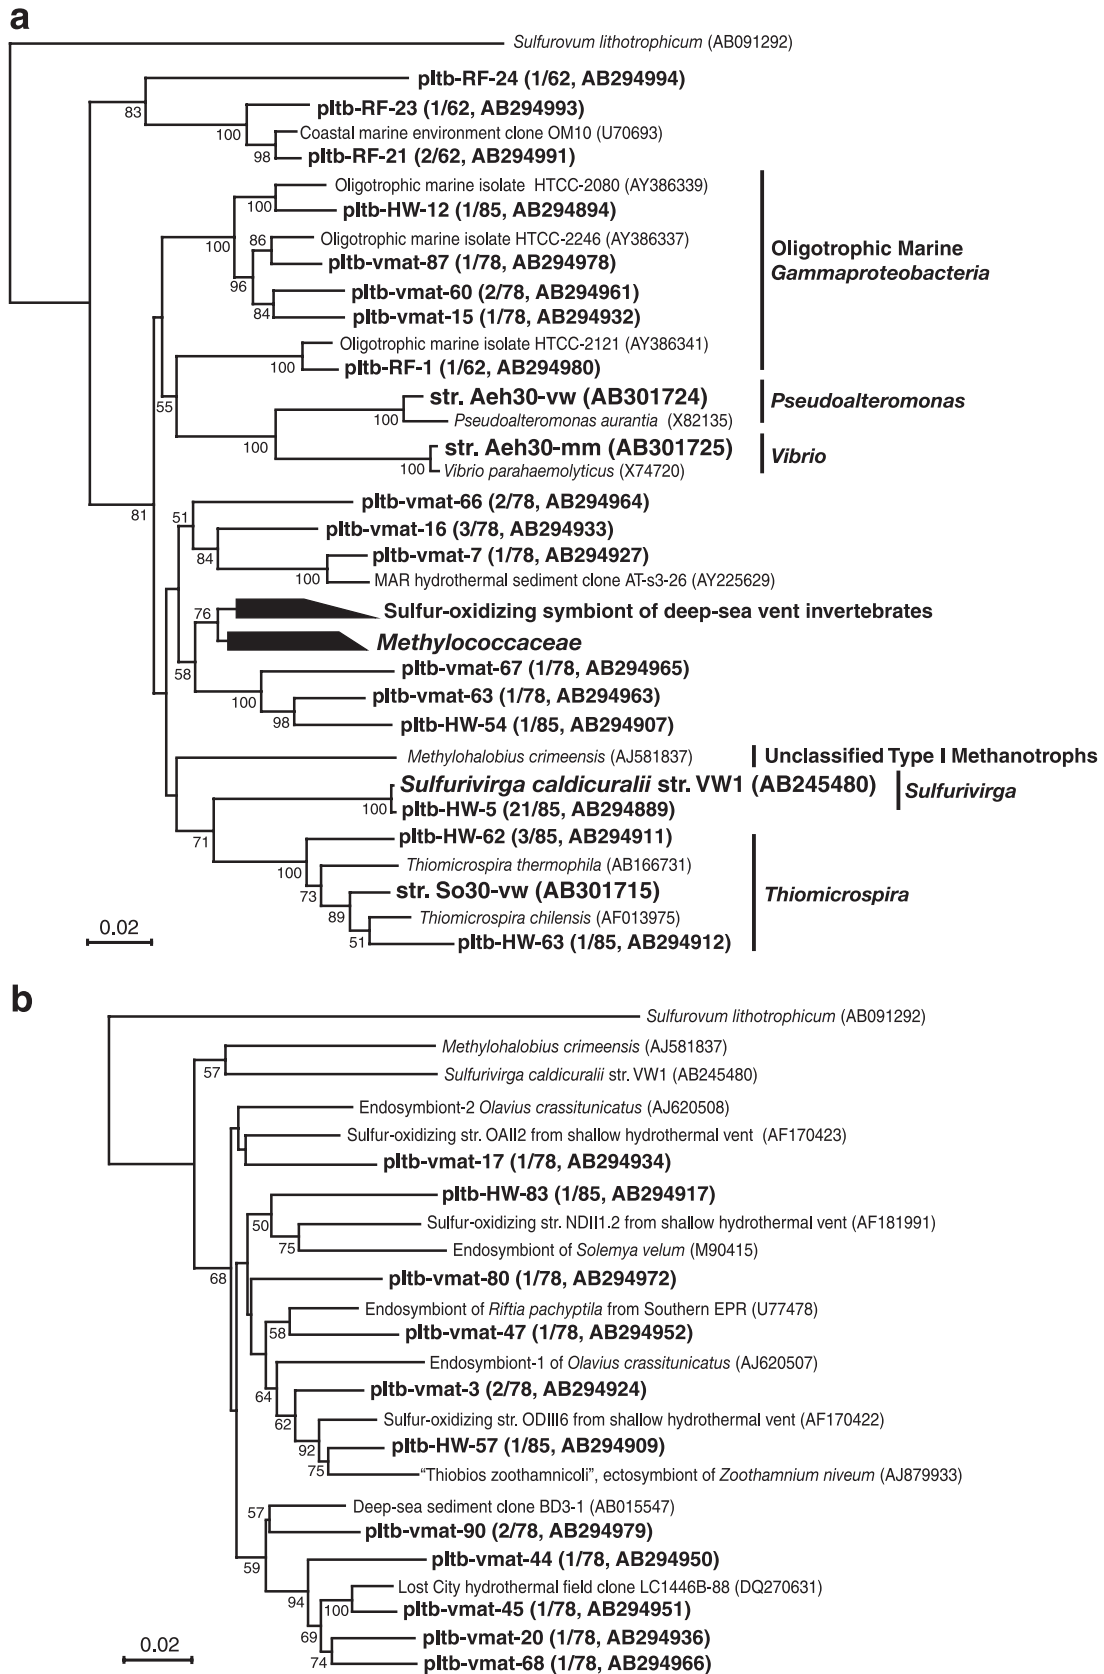 a
Sulfurovum lithotrophicum (AB091292)
pltb-RF-24 (1/62, AB294994)
83
pltb-RF-23 (1/62, AB294993)
100
Coastal marine environment clone OM10 (U70693)
98
pltb-RF-21 (2/62, AB294991)
Oligotrophic marine isolate HTCC-2080 (AY386339)
100
pltb-HW-12 (1/85, AB294894)
100
86
Oligotrophic marine isolate HTCC-2246 (AY386337)
Oligotrophic Marine
pltb-vmat-87 (1/78, AB294978)
Gammaproteobacteria
96
pltb-vmat-60 (2/78, AB294961)
84
pltb-vmat-15 (1/78, AB294932)
Oligotrophic marine isolate HTCC-2121 (AY386341)
100
pltb-RF-1 (1/62, AB294980)
str. Aeh30-vw (AB301724)
Pseudoalteromonas
55
100
Pseudoalteromonas aurantia (X82135)
100
str. Aeh30-mm (AB301725)
Vibrio
100
Vibrio parahaemolyticus (X74720)
pltb-vmat-66 (2/78, AB294964)
81
51
pltb-vmat-16 (3/78, AB294933)
84
pltb-vmat-7 (1/78, AB294927)
100
MAR hydrothermal sediment clone AT-s3-26 (AY225629)
76
Sulfur-oxidizing symbiont of deep-sea vent invertebrates
Methylococcaceae
58
pltb-vmat-67 (1/78, AB294965)
100
pltb-vmat-63 (1/78, AB294963)
98
pltb-HW-54 (1/85, AB294907)
Methylohalobius crimeensis (AJ581837)
Unclassified Type I Methanotrophs
Sulfurivirga caldicuralii str. VW1 (AB245480)
Sulfurivirga
100
pltb-HW-5 (21/85, AB294889)
71
pltb-HW-62 (3/85, AB294911)
100
Thiomicrospira thermophila (AB166731)
73
str. So30-vw (AB301715)
Thiomicrospira
89
Thiomicrospira chilensis (AF013975)
0.02
51
pltb-HW-63 (1/85, AB294912)
b
Sulfurovum lithotrophicum (AB091292)
Methylohalobius crimeensis (AJ581837)
57
Sulfurivirga caldicuralii str. VW1 (AB245480)
Endosymbiont-2 Olavius crassitunicatus (AJ620508)
Sulfur-oxidizing str. OAII2 from shallow hydrothermal vent (AF170423)
pltb-vmat-17 (1/78, AB294934)
pltb-HW-83 (1/85, AB294917)
50
Sulfur-oxidizing str. NDII1.2 from shallow hydrothermal vent (AF181991)
75
Endosymbiont of Solemya velum (M90415)
68
pltb-vmat-80 (1/78, AB294972)
Endosymbiont of Riftia pachyptila from Southern EPR (U77478)
58
pltb-vmat-47 (1/78, AB294952)
Endosymbiont-1 of Olavius crassitunicatus (AJ620507)
64
pltb-vmat-3 (2/78, AB294924)
62
Sulfur-oxidizing str. ODIII6 from shallow hydrothermal vent (AF170422)
92
pltb-HW-57 (1/85, AB294909)
75
“Thiobios zoothamnicoli”, ectosymbiont of Zoothamnium niveum (AJ879933)
57
Deep-sea sediment clone BD3-1 (AB015547)
pltb-vmat-90 (2/78, AB294979)
59
pltb-vmat-44 (1/78, AB294950)
94
Lost City hydrothermal field clone LC1446B-88 (DQ270631)
100
pltb-vmat-45 (1/78, AB294951)
69
pltb-vmat-20 (1/78, AB294936)
0.02
74
pltb-vmat-68 (1/78, AB294966)